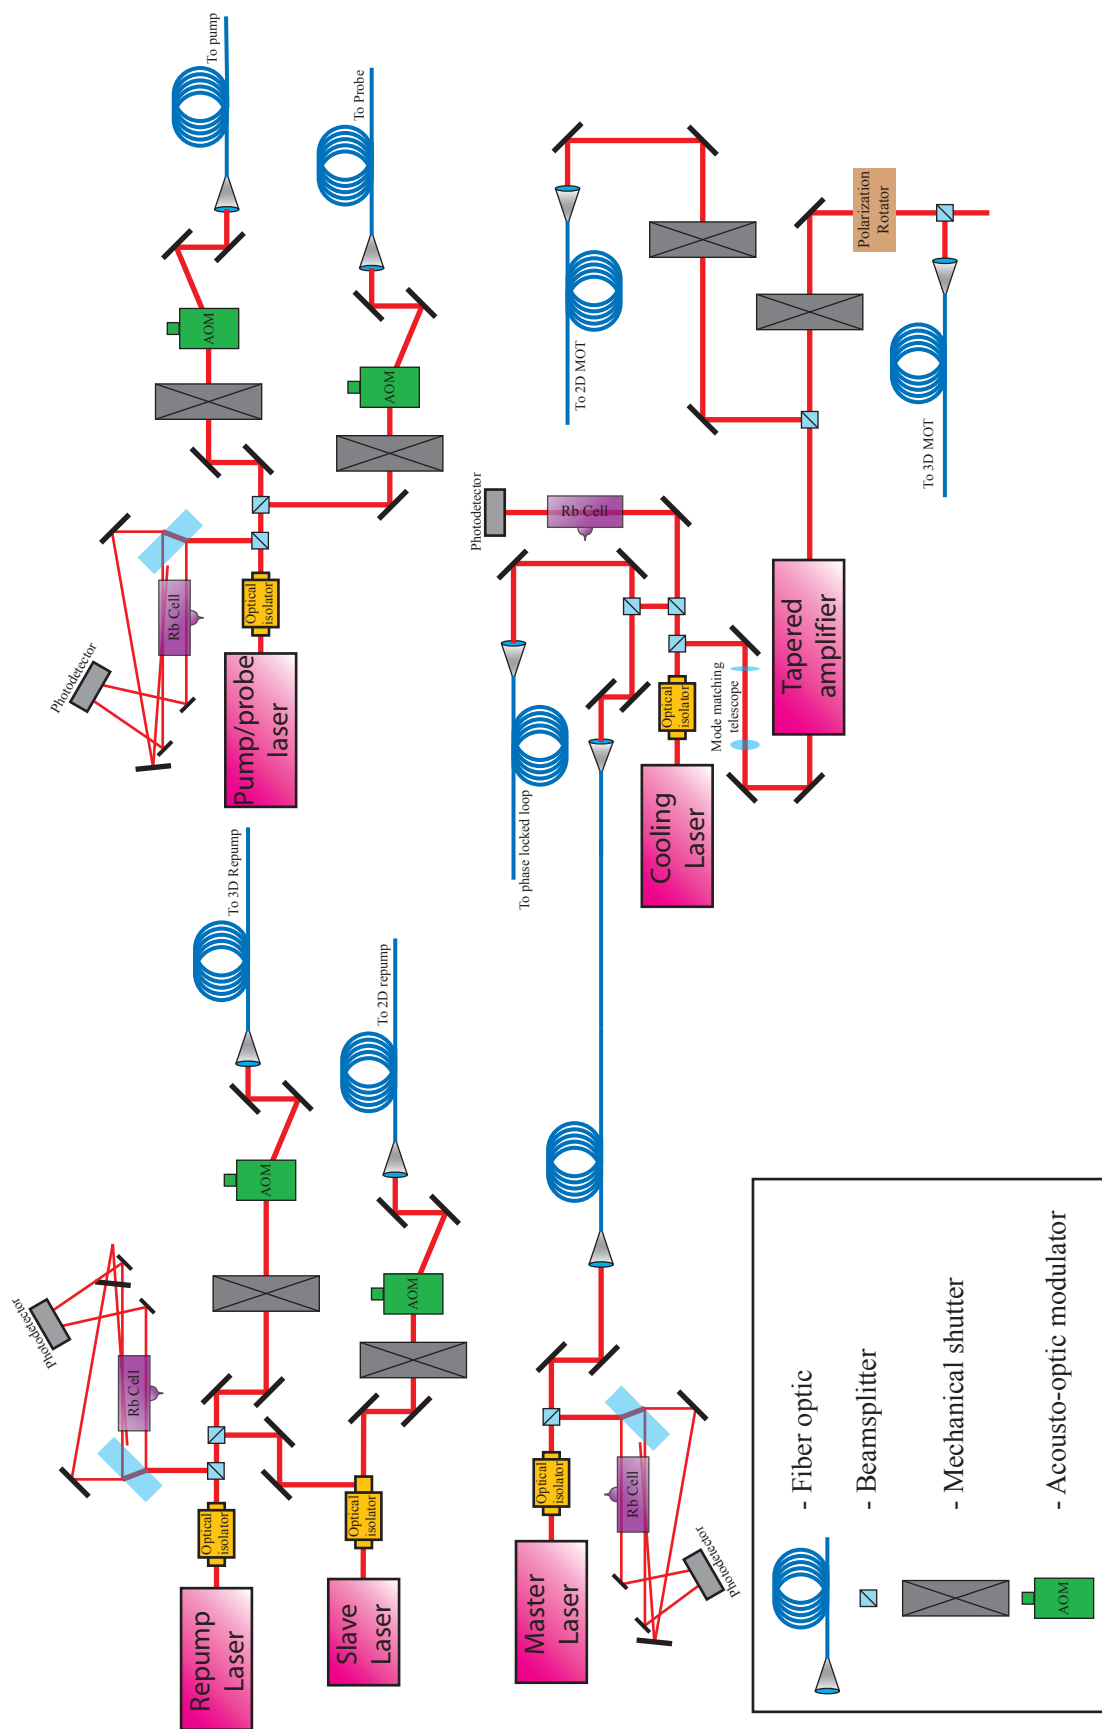 Photodetector
Rb Cell
Repump
Laser
Optical
isolator
AOM
To 3D Repump
Slave
Laser
Optical
isolator
AOM
To 2D repump
Photodetector
Rb Cell
Pump/probe
laser
Optical
isolator
AOM
To pump
AOM
To Probe
Master
Laser
Optical
isolator
Rb Cell
Photodetector
To phase locked loop
Cooling
Laser
Optical
isolator
Rb Cell
Photodetector
Mode matching
telescope
Tapered
amplifier
To 2D MOT
Polarization
Rotator
To 3D MOT
- Fiber optic
- Beamsplitter
- Mechanical shutter
AOM
- Acousto-optic modulator